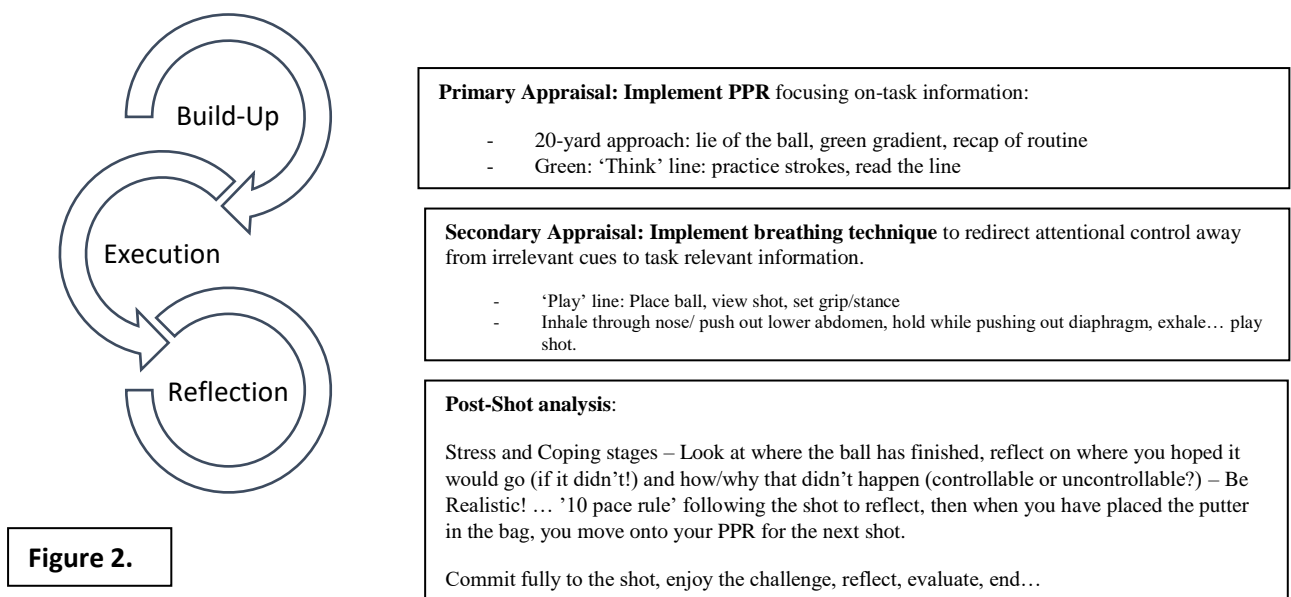 Build-Up
Primary Appraisal: Implement PPR focusing on-task information:
- 20-yard approach: lie of the ball, green gradient, recap of routine
- Green: ‘Think’ line: practice strokes, read the line
Execution
Secondary Appraisal: Implement breathing technique to redirect attentional control away
from irrelevant cues to task relevant information.
- ‘Play’ line: Place ball, view shot, set grip/stance
- Inhale through nose/ push out lower abdomen, hold while pushing out diaphragm, exhale… play
shot.
Reflection
Post-Shot analysis:
Stress and Coping stages – Look at where the ball has finished, reflect on where you hoped it
would go (if it didn’t!) and how/why that didn’t happen (controllable or uncontrollable?) – Be
Realistic! … ’10 pace rule’ following the shot to reflect, then when you have placed the putter
in the bag, you move onto your PPR for the next shot.
Commit fully to the shot, enjoy the challenge, reflect, evaluate, end…
Figure 2.